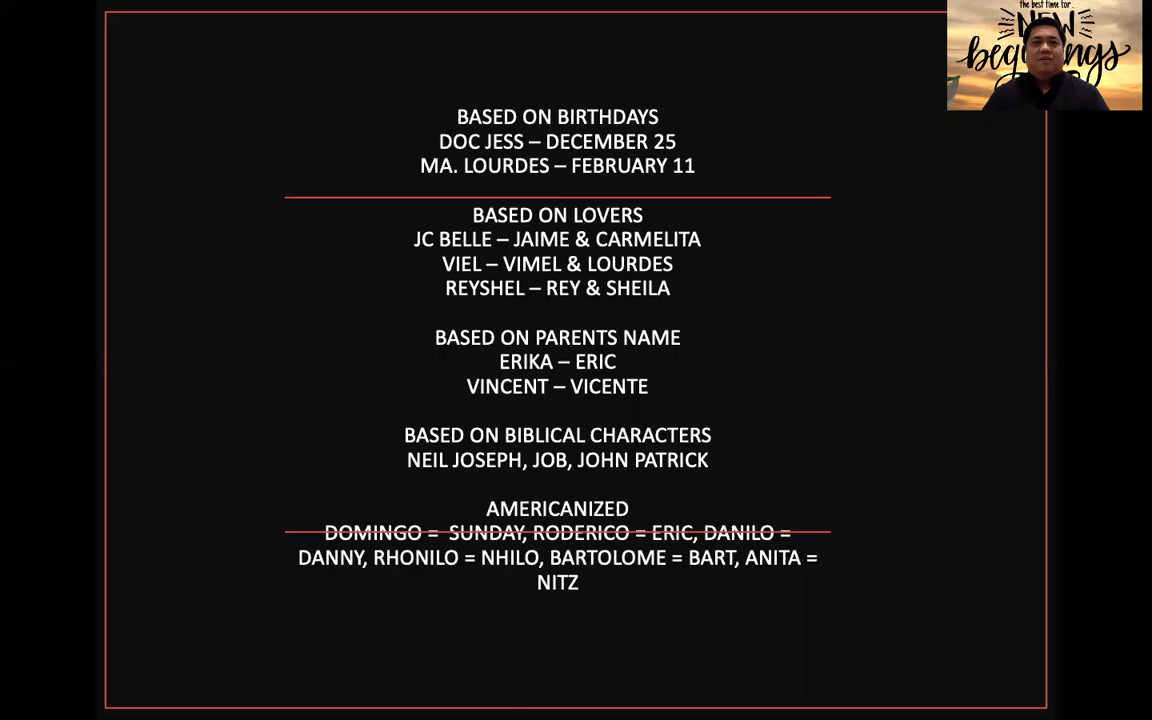 the best time for..
NEW
beginnings
BASED ON BIRTHDAYS
DOC JESS – DECEMBER 25
MA. LOURDES – FEBRUARY 11
BASED ON LOVERS
JC BELLE – JAIME & CARMELITA
VIEL – VIMEL & LOURDES
REYSHEL – REY & SHEILA
BASED ON PARENTS NAME
ERIKA – ERIC
VINCENT – VICENTE
BASED ON BIBLICAL CHARACTERS
NEIL JOSEPH, JOB, JOHN PATRICK
AMERICANIZED
DOMINGO = SUNDAY, RODERICO = ERIC, DANILO =
DANNY, RHONILO = NHILO, BARTOLOME = BART, ANITA =
NITZ